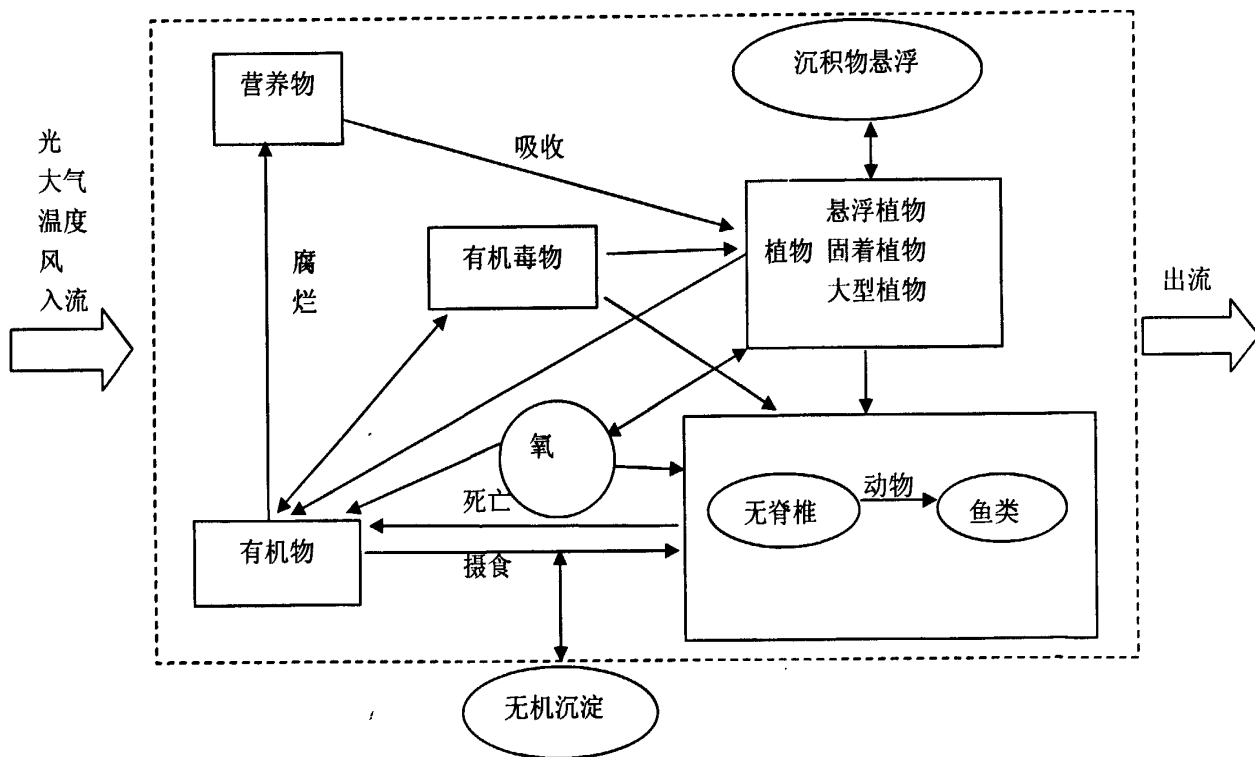 营养物
沉积物悬浮
光
大气
温度
风
入流
吸收
悬浮植物
植物 固着植物
大型植物
有机毒物
腐
烂
出流
氧
死亡
动物
无脊椎
鱼类
有机物
摄食
无机沉淀